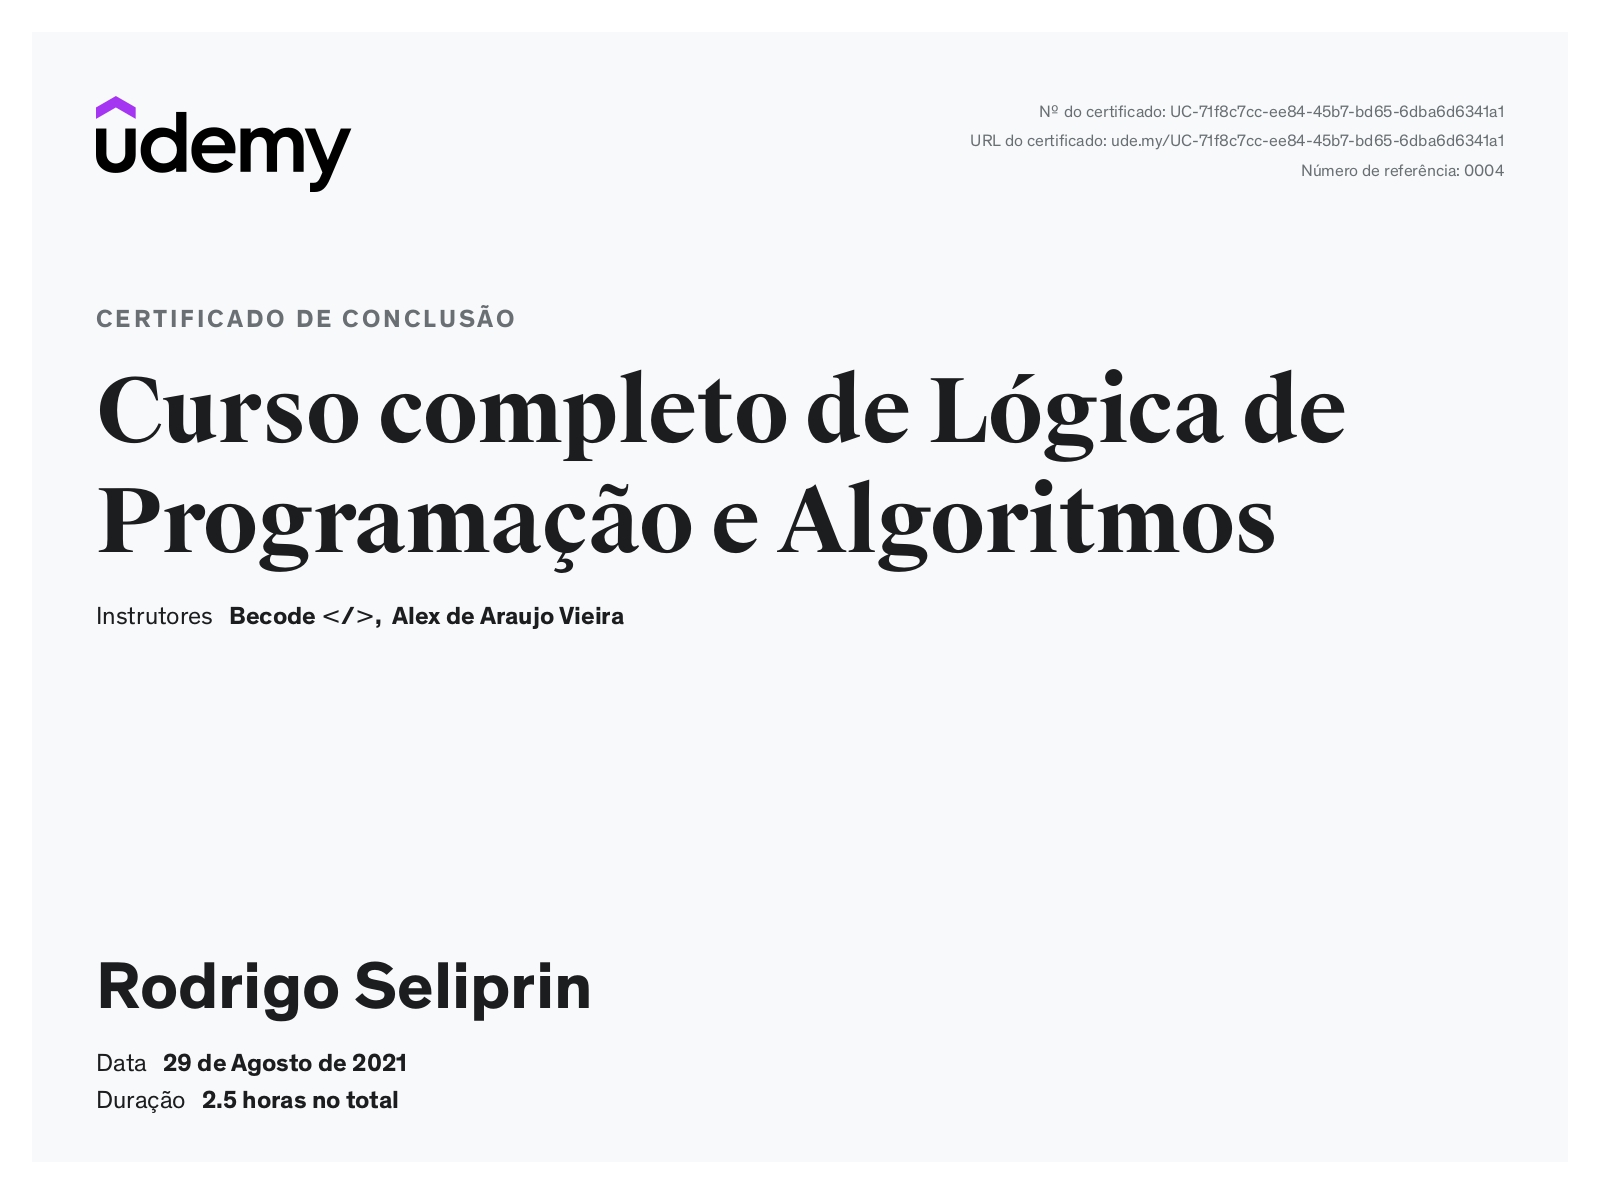 udemy
Nº do certificado: UC-71f8c7cc-ee84-45b7-bd65-6dba6d6341a1
URL do certificado: ude.my/UC-71f8c7cc-ee84-45b7-bd65-6dba6d6341a1
Número de referência: 0004
CERTIFICADO DE CONCLUSÃO
Curso completo de Lógica de
Programação e Algoritmos
Instrutores Becode </>, Alex de Araujo Vieira
Rodrigo Seliprin
Data 29 de Agosto de 2021
Duração 2.5 horas no total